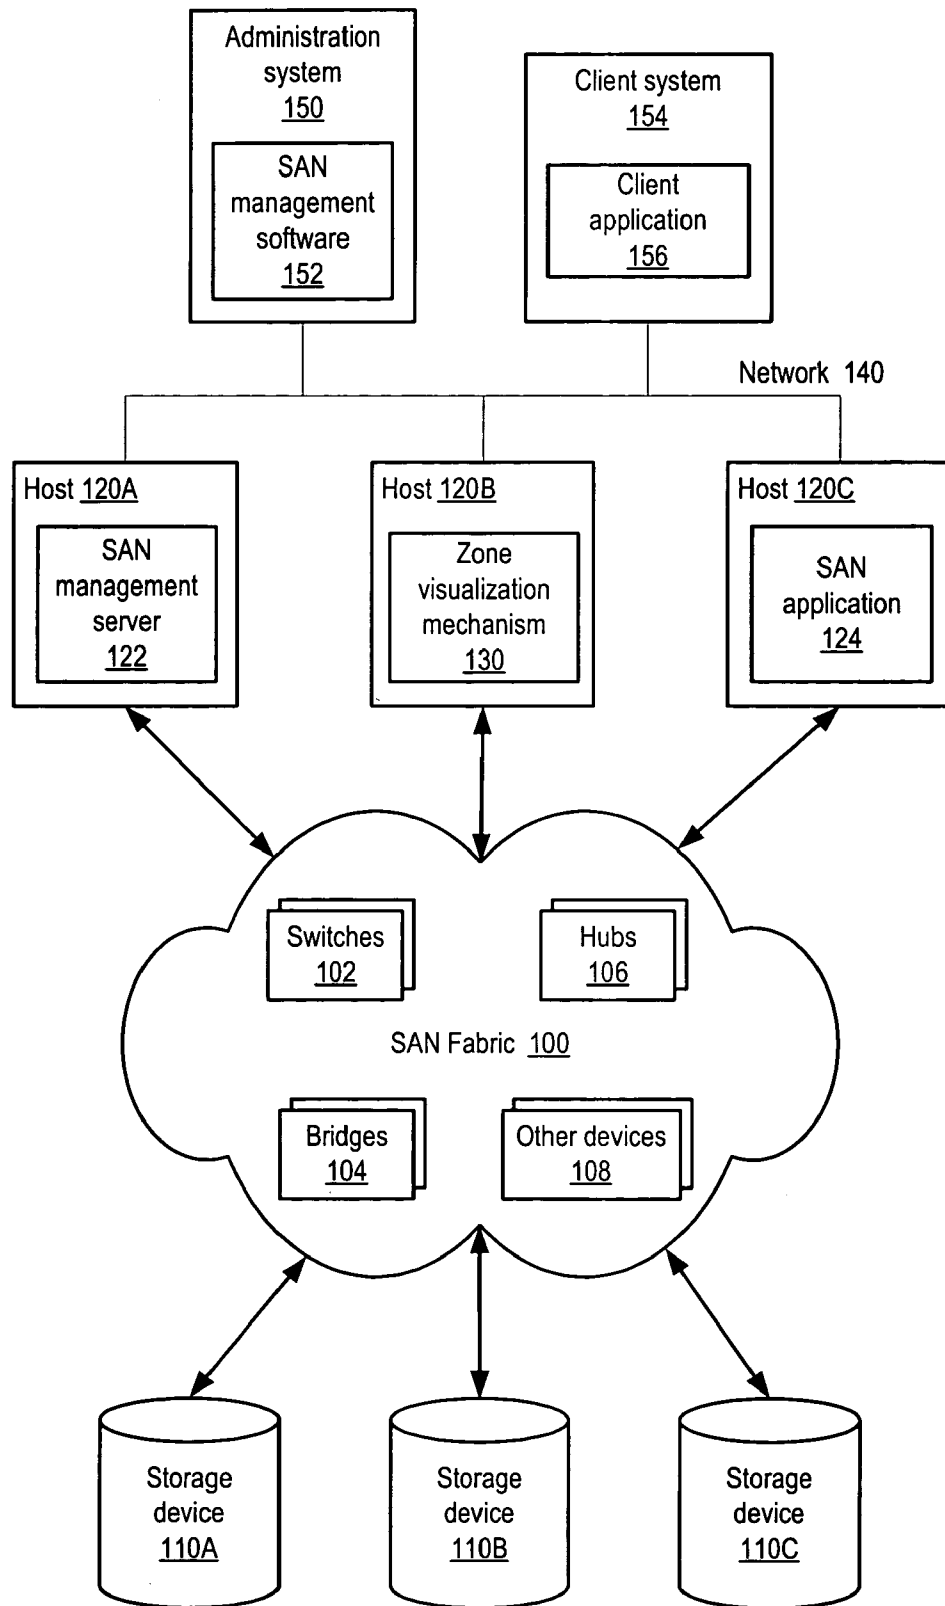 Administration
system
150
SAN
management
software
152
Client system
154
Client
application
156
Network 140
Host 120A
SAN
management
server
122
Host 120B
Zone
visualization
mechanism
130
Host 120C
SAN
application
124
Switches
102
Hubs
106
SAN Fabric 100
Bridges
104
Other devices
108
Storage
device
110A
Storage
device
110B
Storage
device
110C